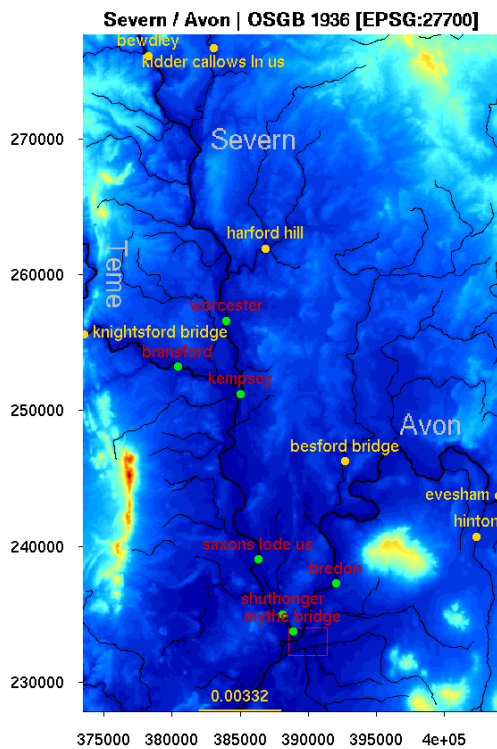 Severn / Avon | OSGB 1936 [EPSG:27700]
bewdley
kidder callows ln us
270000
Severn
harford hill
260000
Teme
worcester
knightsford bridge
bransford
kempsey
250000
Avon
besford bridge
evesham
hinton
saxons lode us
240000
bredon
shuthonger
mythe bridge
230000
0.00332
375000 380000 385000 390000 395000 4e+05